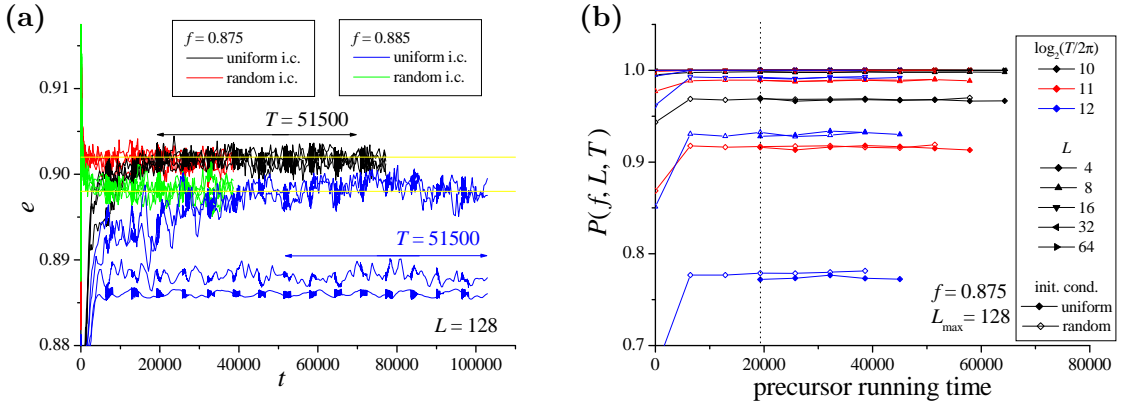 (a)
f = 0.875
uniform i.c.
random i.c.
f = 0.885
uniform i.c.
random i.c.
T = 51500
T = 51500
L = 128
0.91
0.90
0.89
0.88
e
0
20000
40000
60000
80000
100000
t
(b)
1.0
0.9
0.8
0.7
P(f, L, T)
0
20000
40000
60000
80000
precursor running time
f = 0.875
L_max = 128
log₂(T/2π)
10
11
12
L
4
8
16
32
64
init. cond.
uniform
random